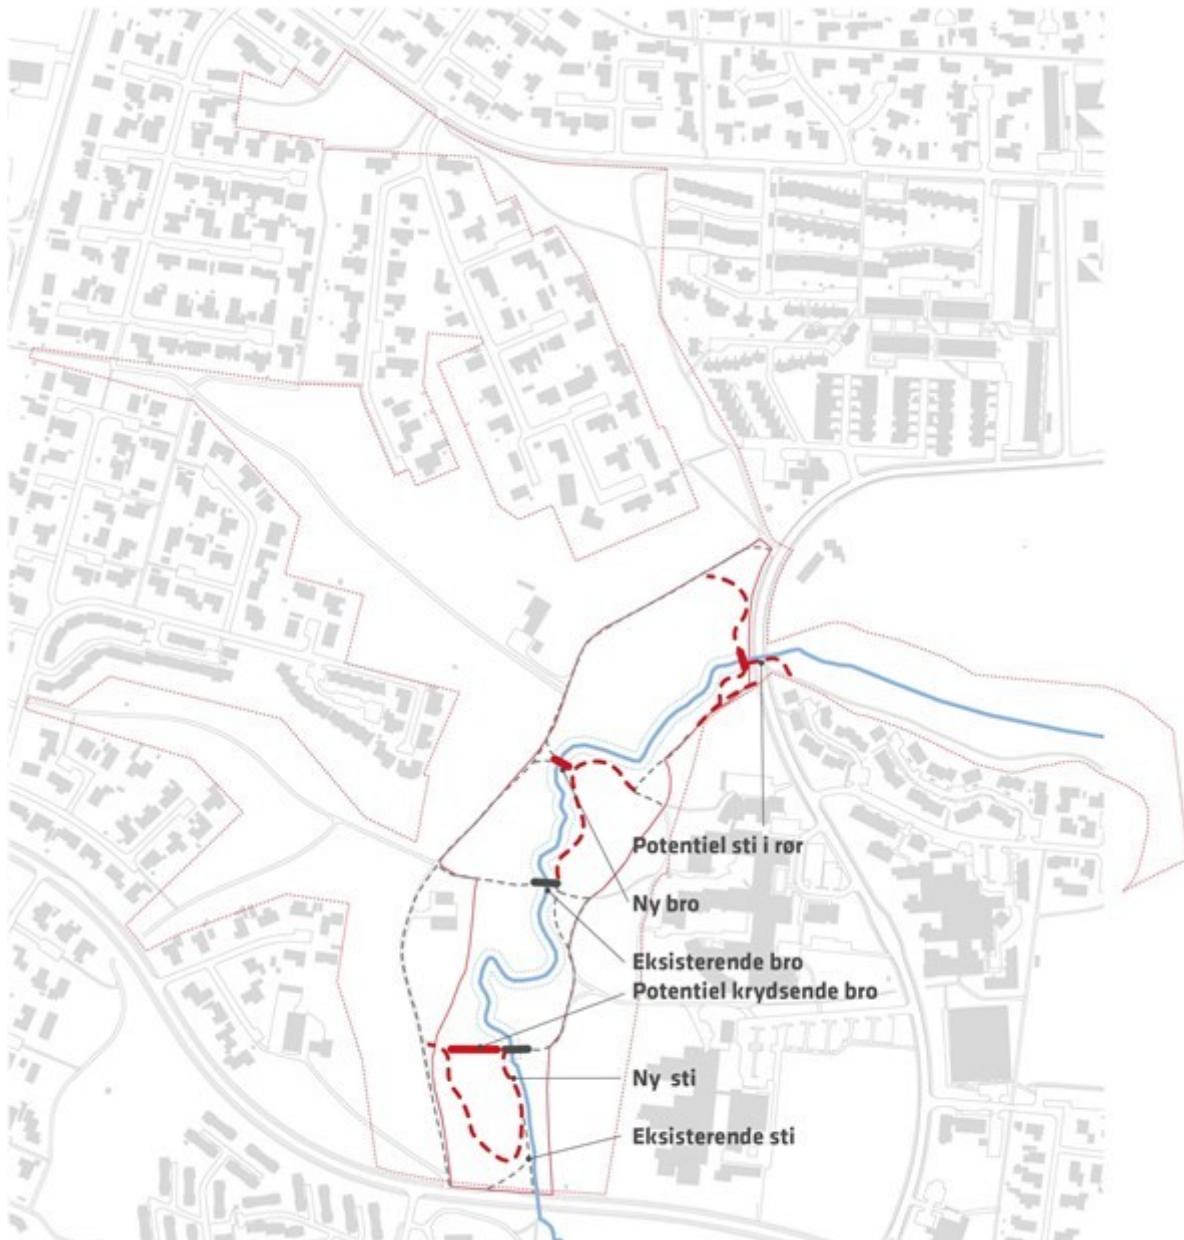 Potentiel sti i rør
Ny bro
Eksisterende bro
Potentiel krydsende bro
Ny sti
Eksisterende sti